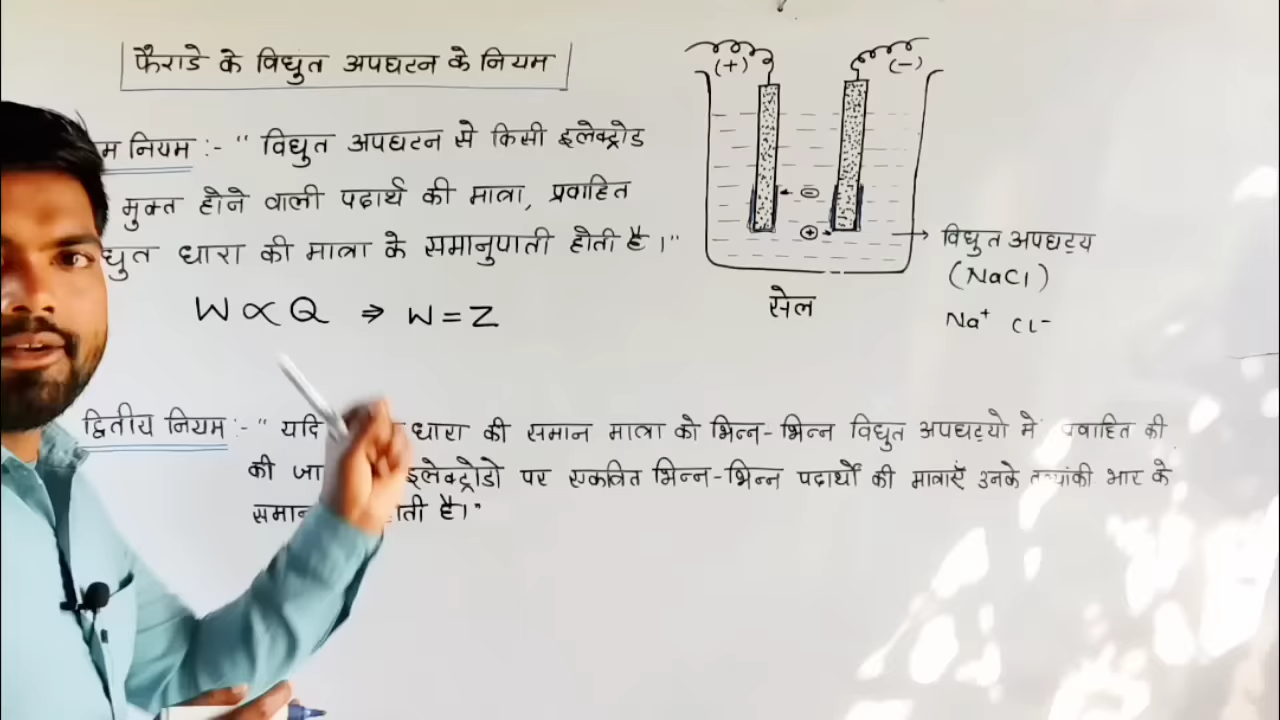 फैराडे के विद्युत अपघटन के नियम
नियम :- " विद्युत अपघटन से किसी इलेक्ट्रोड
मुक्त होने वाली पदार्थ की मात्रा, प्रवाहित
धारा की मात्रा के समानुपाती होती है।"
W ∝ Q ⇒ W = Z
(+)
(-)
⊖
⊕
विद्युत अपघट्य
(NaCl)
Na⁺ Cl⁻
सेल
द्वितीय नियम :- " यदि धारा की समान मात्रा को भिन्न-भिन्न विद्युत अपघट्यो में प्रवाहित की
की इलेक्ट्रोडो पर एकत्रित भिन्न-भिन्न पदार्थों की मात्राएँ उनके भार के
है।"